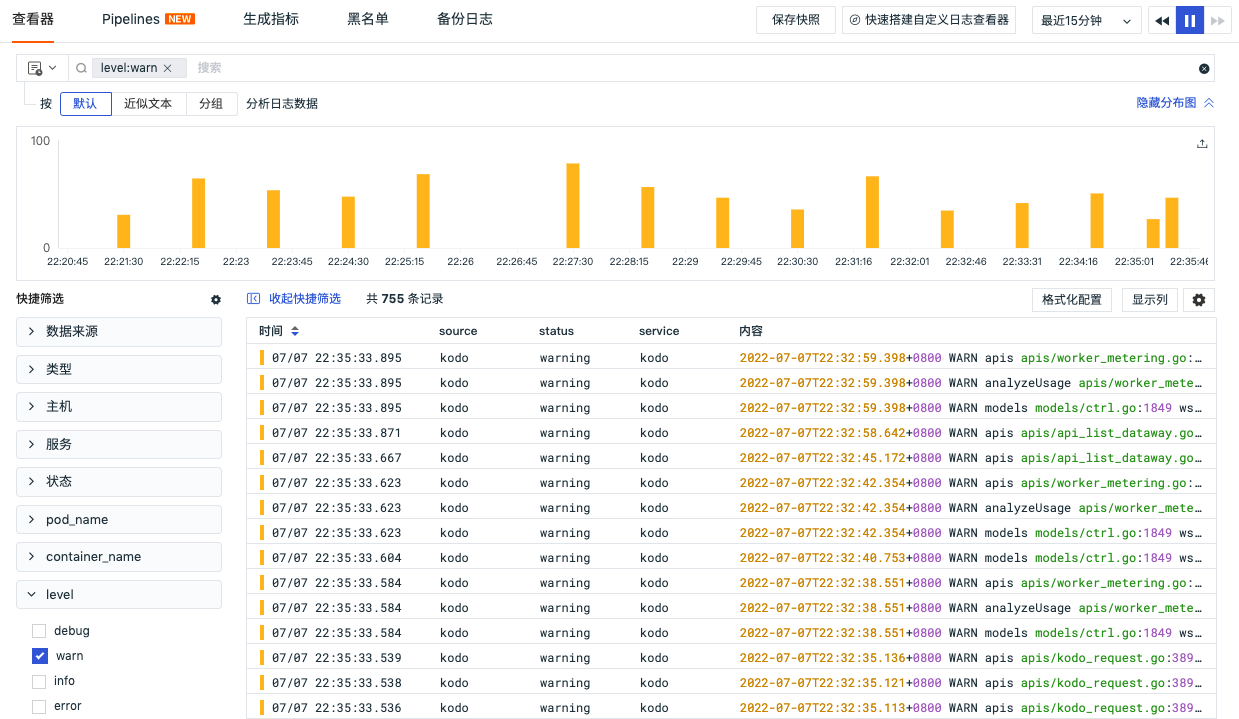 查看器 Pipelines NEW 生成指标 黑名单 备份日志 保存快照 快速搭建自定义日志查看器 最近15分钟
level:warn 搜索
按 默认 近似文本 分组 分析日志数据 隐藏分布图
100
0
22:20:45 22:21:30 22:22:15 22:23 22:23:45 22:24:30 22:25:15 22:26 22:26:45 22:27:30 22:28:15 22:29 22:29:45 22:30:30 22:31:16 22:32:01 22:32:46 22:33:31 22:34:16 22:35:01 22:35:46
快捷筛选 收起快捷筛选 共 755 条记录 格式化配置 显示列
数据来源
类型
主机
服务
状态
pod_name
container_name
level
debug
warn
info
error
时间 source status service 内容
07/07 22:35:33.895 kodo warning kodo 2022-07-07T22:32:59.398+0800 WARN apis apis/worker_metering.go:…
07/07 22:35:33.895 kodo warning kodo 2022-07-07T22:32:59.398+0800 WARN analyzeUsage apis/worker_mete…
07/07 22:35:33.895 kodo warning kodo 2022-07-07T22:32:59.398+0800 WARN models models/ctrl.go:1849 ws…
07/07 22:35:33.871 kodo warning kodo 2022-07-07T22:32:58.642+0800 WARN apis apis/api_list_dataway.go…
07/07 22:35:33.667 kodo warning kodo 2022-07-07T22:32:45.172+0800 WARN apis apis/api_list_dataway.go…
07/07 22:35:33.623 kodo warning kodo 2022-07-07T22:32:42.354+0800 WARN apis apis/worker_metering.go:…
07/07 22:35:33.623 kodo warning kodo 2022-07-07T22:32:42.354+0800 WARN analyzeUsage apis/worker_mete…
07/07 22:35:33.623 kodo warning kodo 2022-07-07T22:32:42.354+0800 WARN models models/ctrl.go:1849 ws…
07/07 22:35:33.604 kodo warning kodo 2022-07-07T22:32:40.753+0800 WARN models models/ctrl.go:1849 ws…
07/07 22:35:33.584 kodo warning kodo 2022-07-07T22:32:38.551+0800 WARN apis apis/worker_metering.go:…
07/07 22:35:33.584 kodo warning kodo 2022-07-07T22:32:38.551+0800 WARN analyzeUsage apis/worker_mete…
07/07 22:35:33.584 kodo warning kodo 2022-07-07T22:32:38.551+0800 WARN models models/ctrl.go:1849 ws…
07/07 22:35:33.539 kodo warning kodo 2022-07-07T22:32:35.136+0800 WARN apis apis/kodo_request.go:389…
07/07 22:35:33.538 kodo warning kodo 2022-07-07T22:32:35.121+0800 WARN apis apis/kodo_request.go:389…
07/07 22:35:33.536 kodo warning kodo 2022-07-07T22:32:35.113+0800 WARN apis apis/kodo_request.go:389…